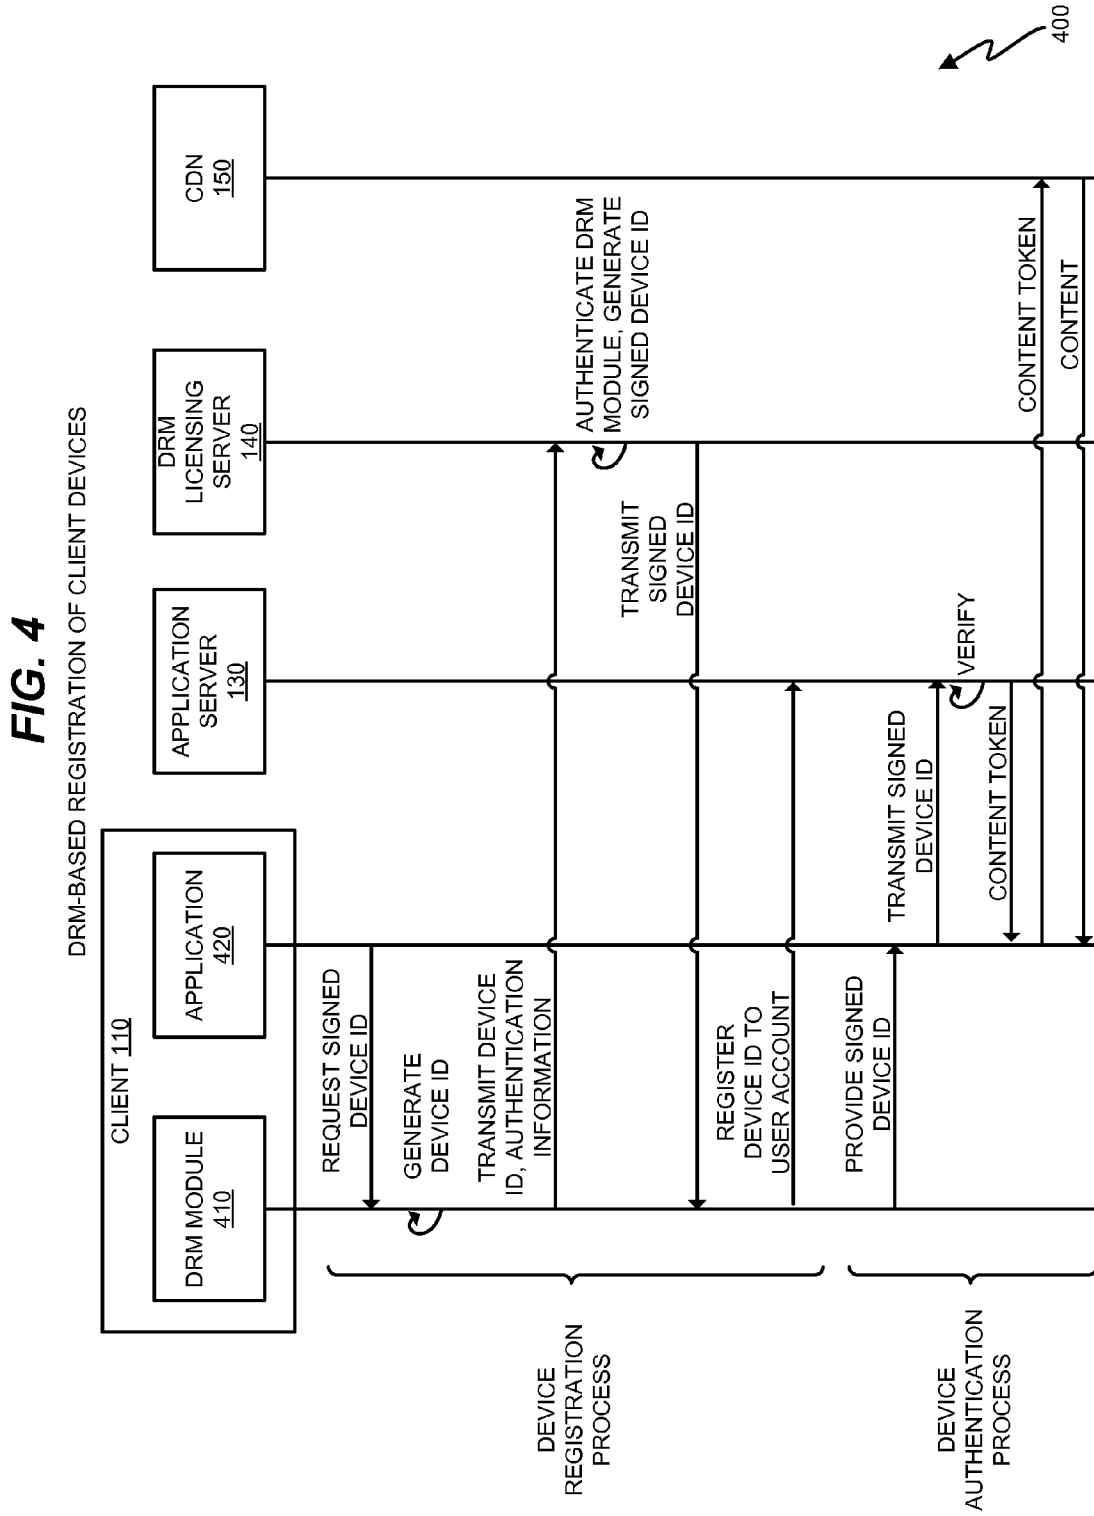 FIG. 4
DRM-BASED REGISTRATION OF CLIENT DEVICES
CLIENT 110
DRM MODULE
410
APPLICATION
420
APPLICATION
SERVER
130
DRM
LICENSING
SERVER
140
CDN
150
DEVICE
REGISTRATION
PROCESS
REQUEST SIGNED
DEVICE ID
GENERATE
DEVICE ID
TRANSMIT DEVICE
ID, AUTHENTICATION
INFORMATION
AUTHENTICATE DRM
MODULE, GENERATE
SIGNED DEVICE ID
TRANSMIT
SIGNED
DEVICE ID
REGISTER
DEVICE ID TO
USER ACCOUNT
DEVICE
AUTHENTICATION
PROCESS
PROVIDE SIGNED
DEVICE ID
TRANSMIT SIGNED
DEVICE ID
VERIFY
CONTENT TOKEN
CONTENT TOKEN
CONTENT
400